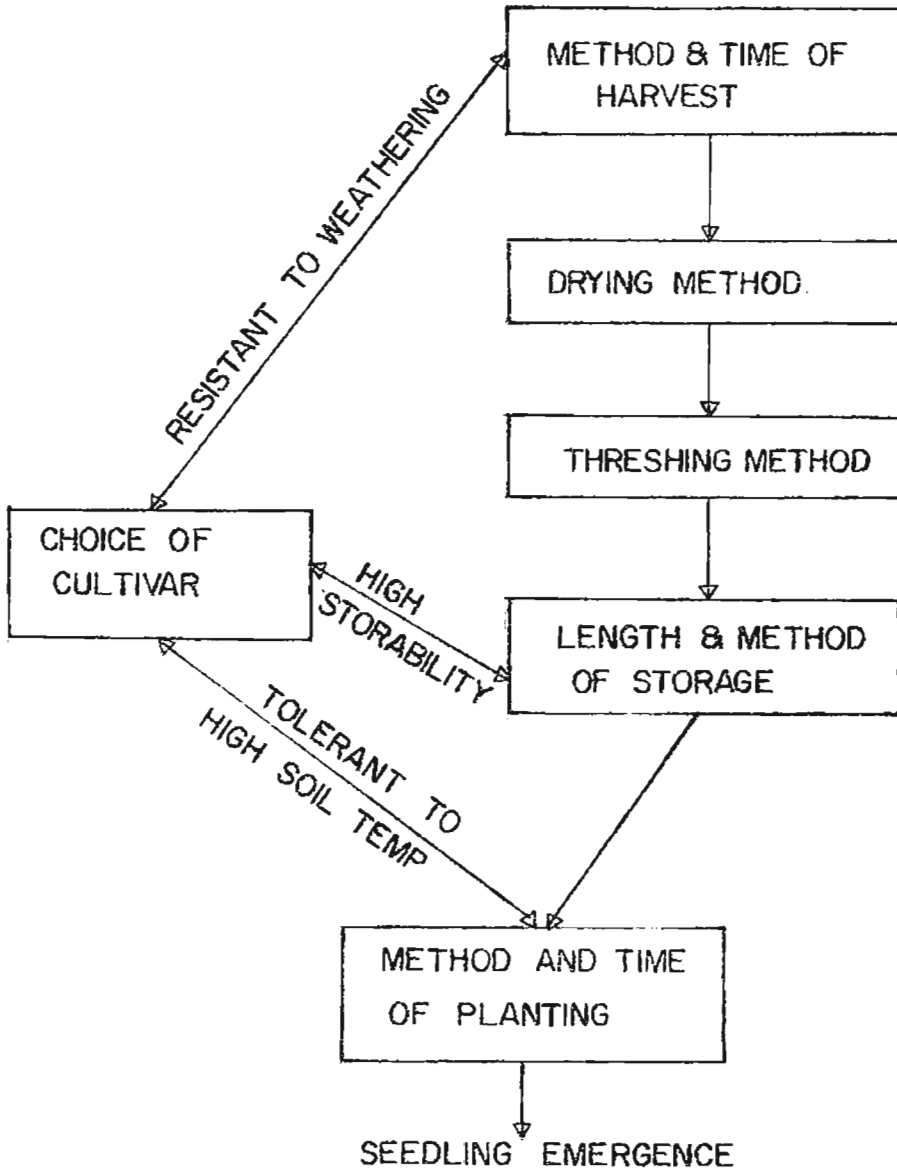 METHOD & TIME OF
HARVEST
RESISTANT TO WEATHERING
DRYING METHOD.
THRESHING METHOD
CHOICE OF
CULTIVAR
HIGH
STORABILITY
LENGTH & METHOD
OF STORAGE
TOLERANT TO
HIGH SOIL TEMP
METHOD AND TIME
OF PLANTING
SEEDLING EMERGENCE